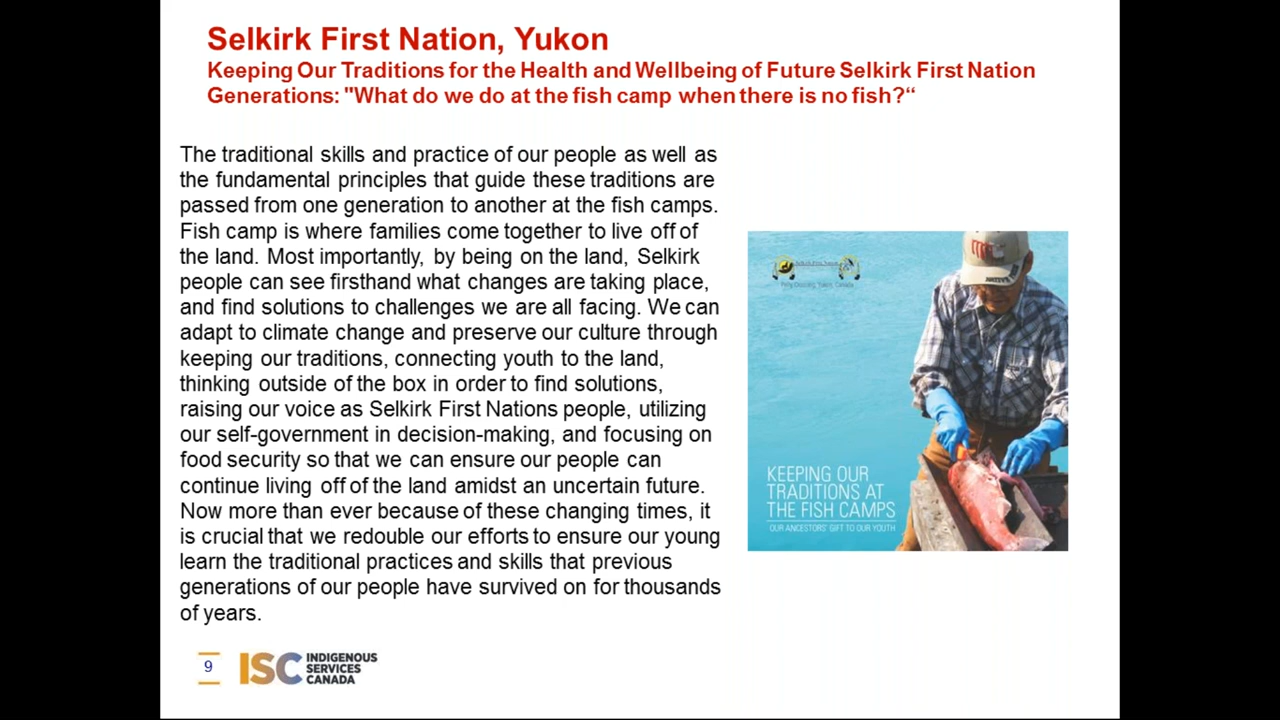 Selkirk First Nation, Yukon
Keeping Our Traditions for the Health and Wellbeing of Future Selkirk First Nation
Generations: "What do we do at the fish camp when there is no fish?“
The traditional skills and practice of our people as well as
the fundamental principles that guide these traditions are
passed from one generation to another at the fish camps.
Fish camp is where families come together to live off of
the land. Most importantly, by being on the land, Selkirk
people can see firsthand what changes are taking place,
and find solutions to challenges we are all facing. We can
adapt to climate change and preserve our culture through
keeping our traditions, connecting youth to the land,
thinking outside of the box in order to find solutions,
raising our voice as Selkirk First Nations people, utilizing
our self-government in decision-making, and focusing on
food security so that we can ensure our people can
continue living off of the land amidst an uncertain future.
Now more than ever because of these changing times, it
is crucial that we redouble our efforts to ensure our young
learn the traditional practices and skills that previous
generations of our people have survived on for thousands
of years.
Selkirk First Nation
Pelly Crossing, Yukon, Canada
NATIVE
KEEPING OUR
TRADITIONS AT
THE FISH CAMPS
OUR ANCESTORS' GIFT TO OUR YOUTH
9
ISC INDIGENOUS
SERVICES
CANADA